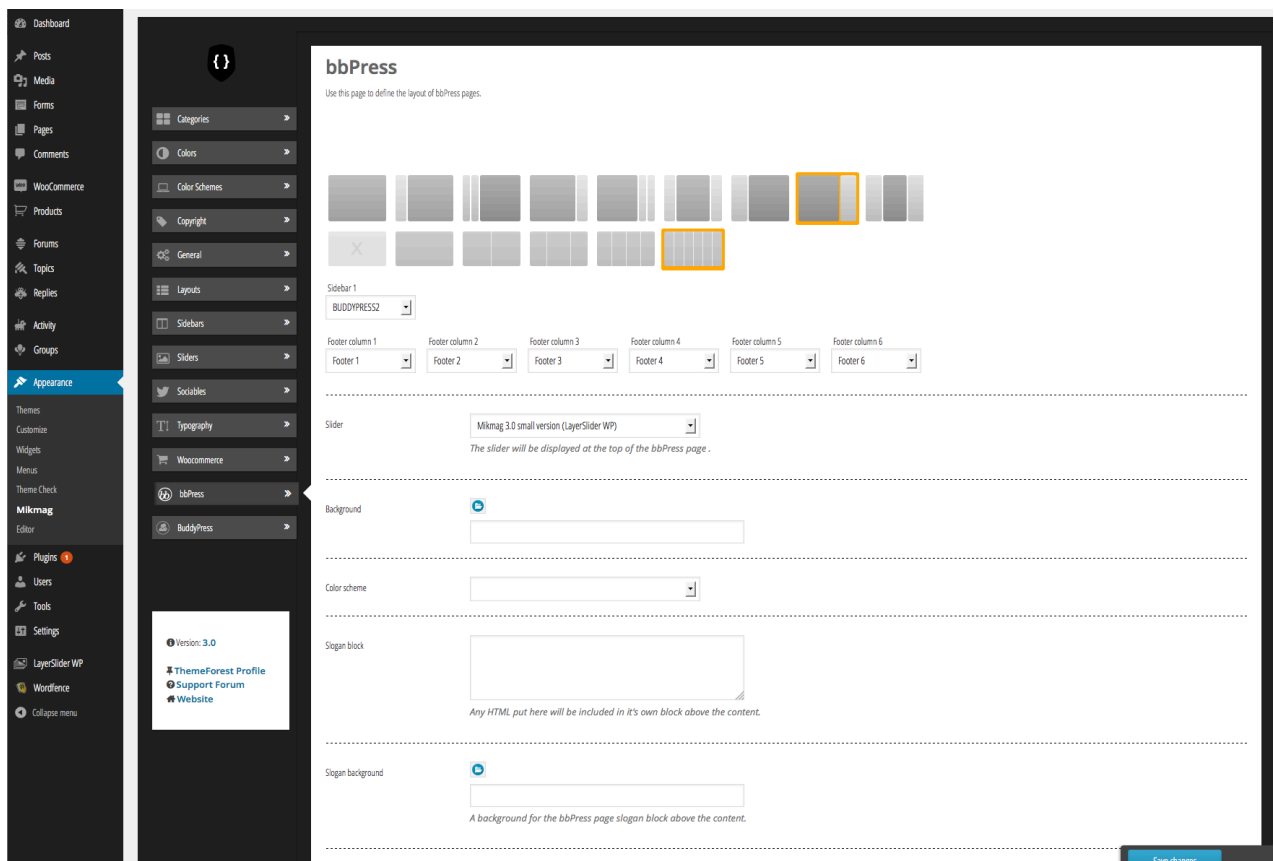 Dashboard
Posts
Media
Forms
Pages
Comments
WooCommerce
Products
Forums
Topics
Replies
Activity
Groups
Appearance
Themes
Customize
Widgets
Menus
Theme Check
Mikmag
Editor
Plugins 1
Users
Tools
Settings
LayerSlider WP
Wordfence
Collapse menu
{ }
Categories »
Colors »
Color Schemes »
Copyright »
General »
Layouts »
Sidebars »
Sliders »
Sociables »
Typography »
Woocommerce »
bbPress »
BuddyPress »
Version: 3.0
ThemeForest Profile
Support Forum
Website
bbPress
Use this page to define the layout of bbPress pages.
X
Sidebar 1
BUDDYPRESS2
Footer column 1 Footer column 2 Footer column 3 Footer column 4 Footer column 5 Footer column 6
Footer 1 Footer 2 Footer 3 Footer 4 Footer 5 Footer 6
Slider Mikmag 3.0 small version (LayerSlider WP)
The slider will be displayed at the top of the bbPress page .
Background
Color scheme
Slogan block
Any HTML put here will be included in it's own block above the content.
Slogan background
A background for the bbPress page slogan block above the content.
Save changes